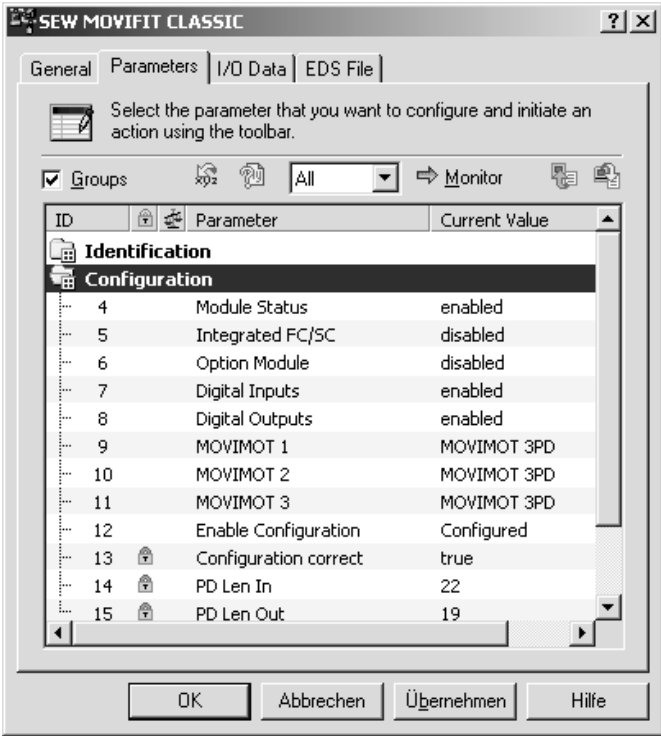 SEW MOVIFIT CLASSIC
General Parameters I/O Data EDS File
Select the parameter that you want to configure and initiate an
action using the toolbar.
Groups All Monitor
ID Parameter Current Value
Identification
Configuration
4 Module Status enabled
5 Integrated FC/SC disabled
6 Option Module disabled
7 Digital Inputs enabled
8 Digital Outputs enabled
9 MOVIMOT 1 MOVIMOT 3PD
10 MOVIMOT 2 MOVIMOT 3PD
11 MOVIMOT 3 MOVIMOT 3PD
12 Enable Configuration Configured
13 Configuration correct true
14 PD Len In 22
15 PD Len Out 19
OK Abbrechen Übernehmen Hilfe